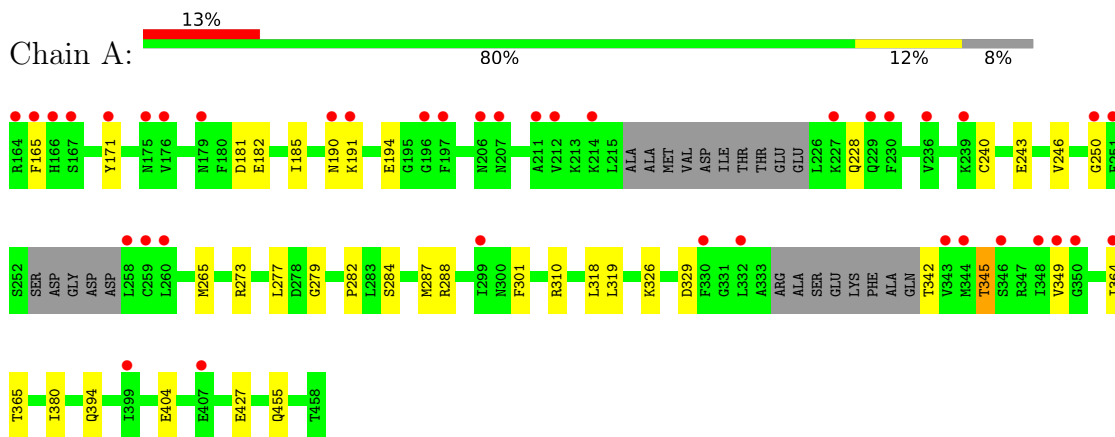 13%
Chain A:
80% 12% 8%
R164 F165 H166 S167 Y171 N175 V176 N179 F180 D181 E182 I185 N190 K191 E184 G195 G196 F197 N206 N207 A211 V212 K213 K214 L215 ALA ALA MET VAL ASP ILE THR THR GLU GLU L226 K227 Q228 Q229 F230 V236 K239 C240 E243 V246 G250 E251
S252 SER ASP GLY ASP ASP L258 C259 L260 M265 R273 L277 D278 G279 P282 L283 S284 M287 R288 I299 N300 F301 R310 L318 L319 K326 D329 F330 G331 L332 A333 ARG ALA SER GLU LYS PHE ALA GLN T342 V343 M344 T345 S346 R347 I348 V349 G350
T365 I380 Q394 I399 E404 E407 E427 Q455 T458